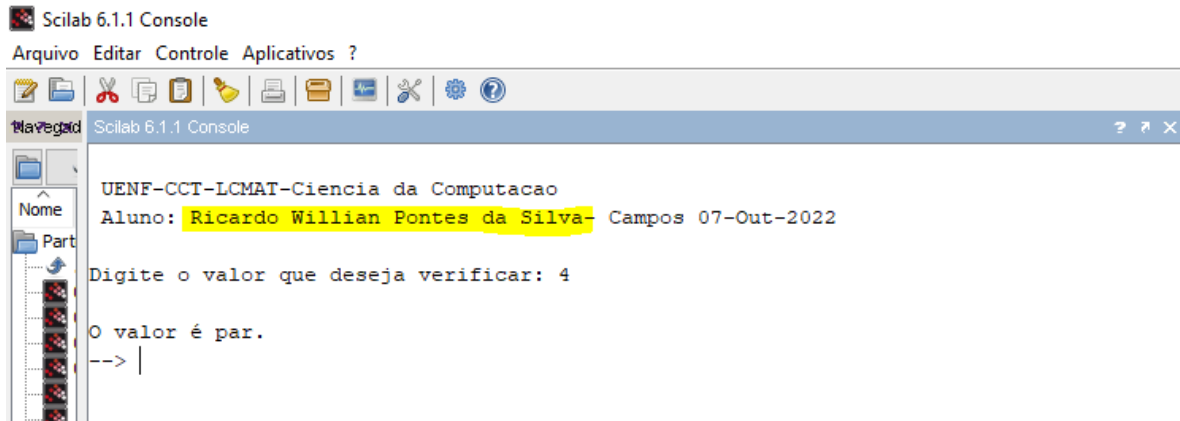 Scilab 6.1.1 Console
Arquivo Editar Controle Aplicativos ?
Scilab 6.1.1 Console
UENF-CCT-LCMAT-Ciencia da Computacao
Nome
Aluno: Ricardo Willian Pontes da Silva- Campos 07-Out-2022
Part
Digite o valor que deseja verificar: 4
O valor é par.
-->